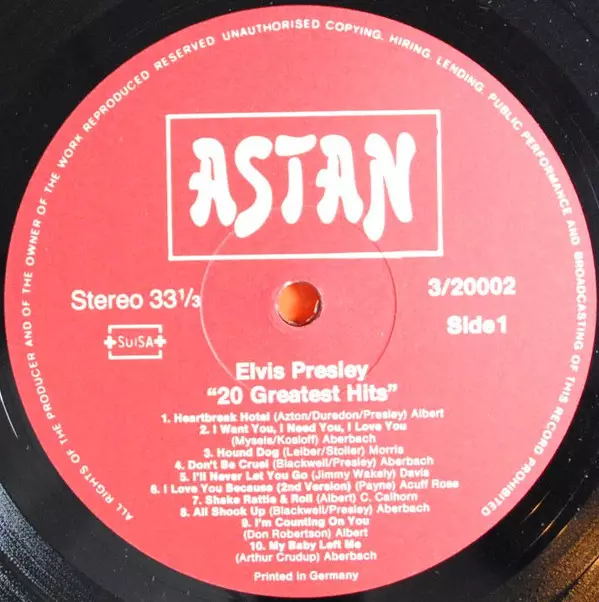 ALL RIGHTS OF THE PRODUCER AND OF THE OWNER OF THE WORK REPRODUCED RESERVED UNAUTHORISED COPYING, HIRING, LENDING, PUBLIC PERFORMANCE AND BROADCASTING OF THIS RECORD PROHIBITED
ASTAN
Stereo 33⅓
3/20002
SUISA
Side1
Elvis Presley
"20 Greatest Hits"
1. Heartbreak Hotel (Azton/Duredon/Presley) Albert
2. I Want You, I Need You, I Love You
(Mysels/Kosloff) Aberbach
3. Hound Dog (Leiber/Stoller) Morris
4. Don't Be Cruel (Blackwell/Presley) Aberbach
5. I'll Never Let You Go (Jimmy Wakely) Davis
6. I Love You Because (2nd Version) (Payne) Acuff Rose
7. Shake Rattle & Roll (Albert) C. Calhorn
8. All Shook Up (Blackwell/Presley) Aberbach
9. I'm Counting On You
(Don Robertson) Albert
10. My Baby Left Me
(Arthur Crudup) Aberbach
Printed in Germany